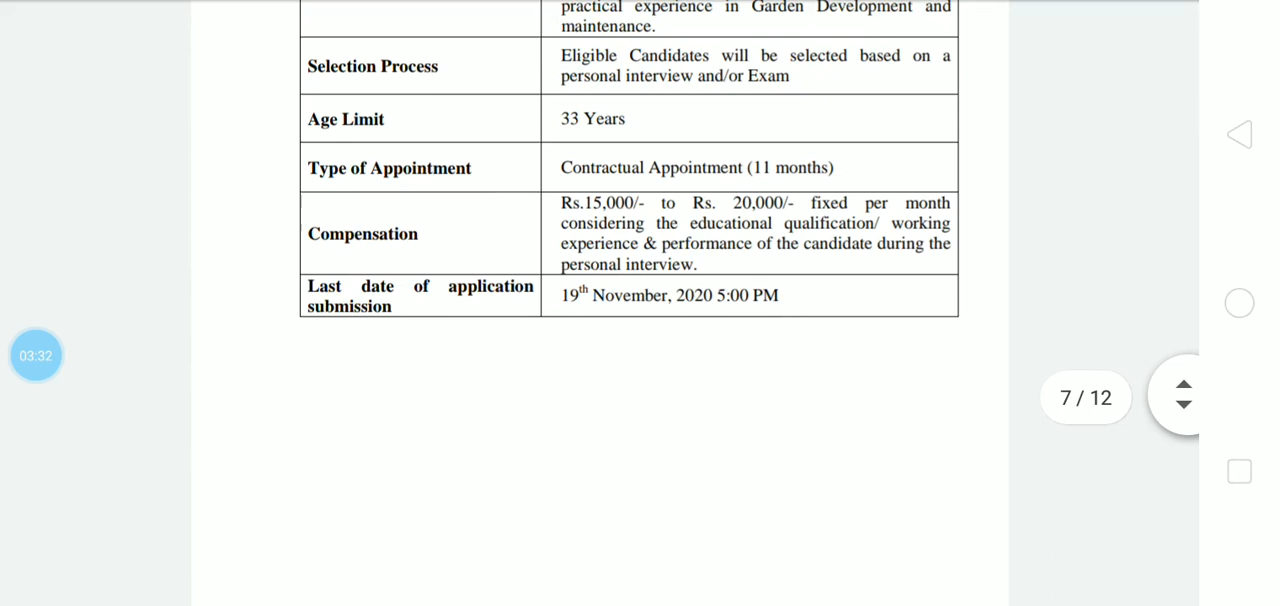 practical experience in Garden Development and
maintenance.
Selection Process
Eligible Candidates will be selected based on a
personal interview and/or Exam
Age Limit
33 Years
Type of Appointment
Contractual Appointment (11 months)
Compensation
Rs.15,000/- to Rs. 20,000/- fixed per month
considering the educational qualification/ working
experience & performance of the candidate during the
personal interview.
Last date of application
submission
19th November, 2020 5:00 PM
03:32
7 / 12